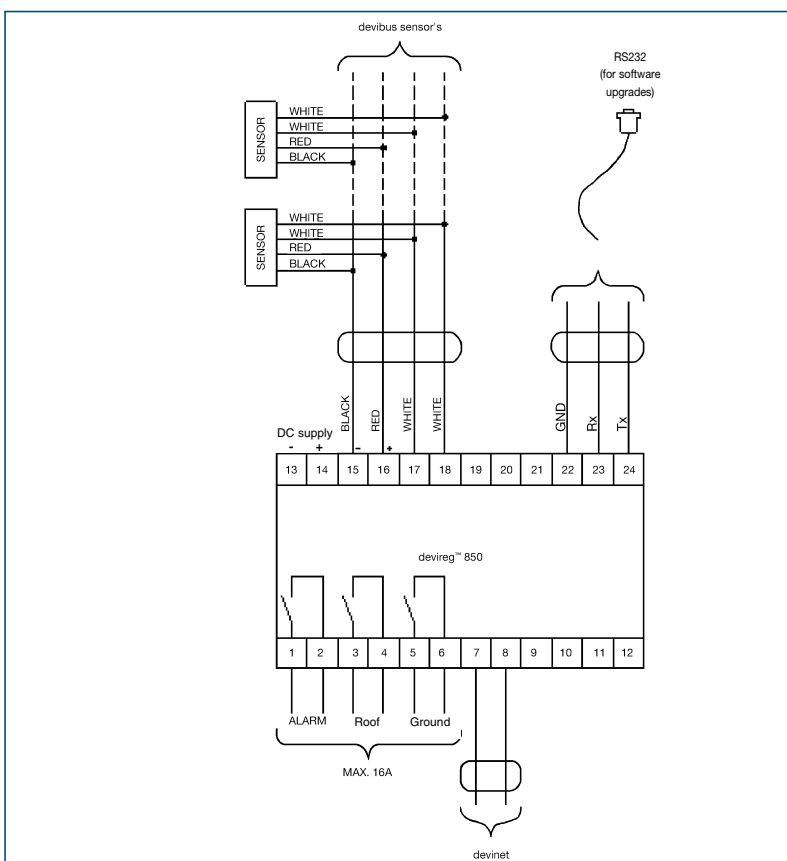 devibus sensor's
RS232
(for software
upgrades)
SENSOR
WHITE
WHITE
RED
BLACK
SENSOR
WHITE
WHITE
RED
BLACK
BLACK
RED
WHITE
WHITE
GND
Rx
Tx
DC supply
- + − +
13 14 15 16 17 18 19 20 21 22 23 24
devireg™ 850
1 2 3 4 5 6 7 8 9 10 11 12
ALARM Roof Ground
MAX. 16A
devinet